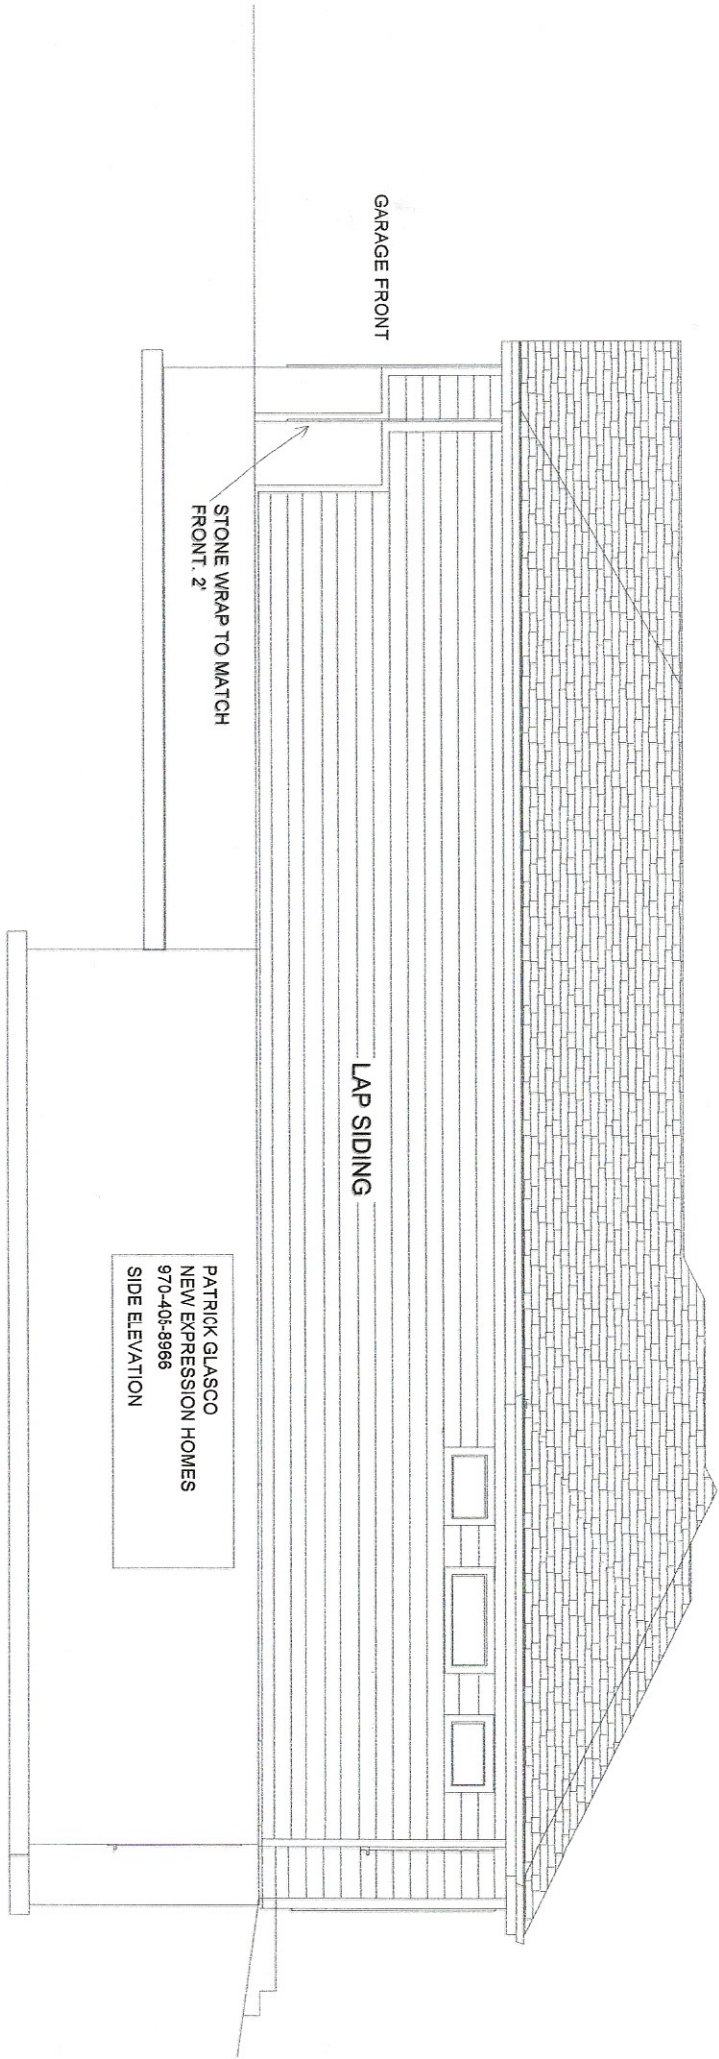 GARAGE FRONT
STONE WRAP TO MATCH
FRONT. 2'
LAP SIDING
PATRICK GLASCO
NEW EXPRESSION HOMES
970-405-8966
SIDE ELEVATION